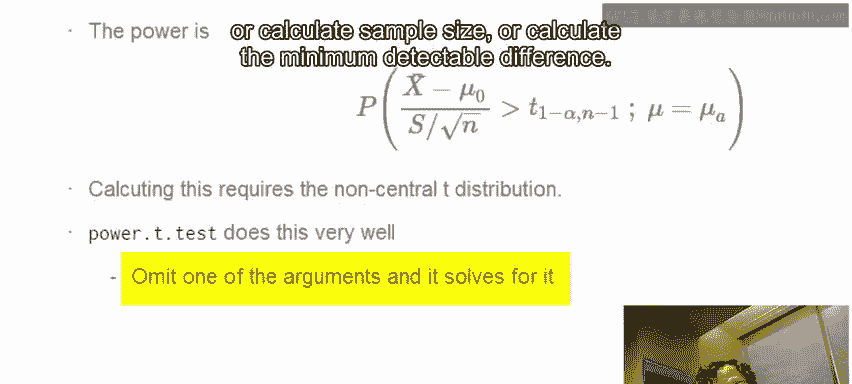 · The power is
or calculate sample size, or calculate
the minimum detectable difference.
P( (X̄ − μ₀) / (S/√n) > t₁₋α,ₙ₋₁ ; μ = μₐ )
· Calcuting this requires the non-central t distribution.
· power.t.test does this very well
- Omit one of the arguments and it solves for it